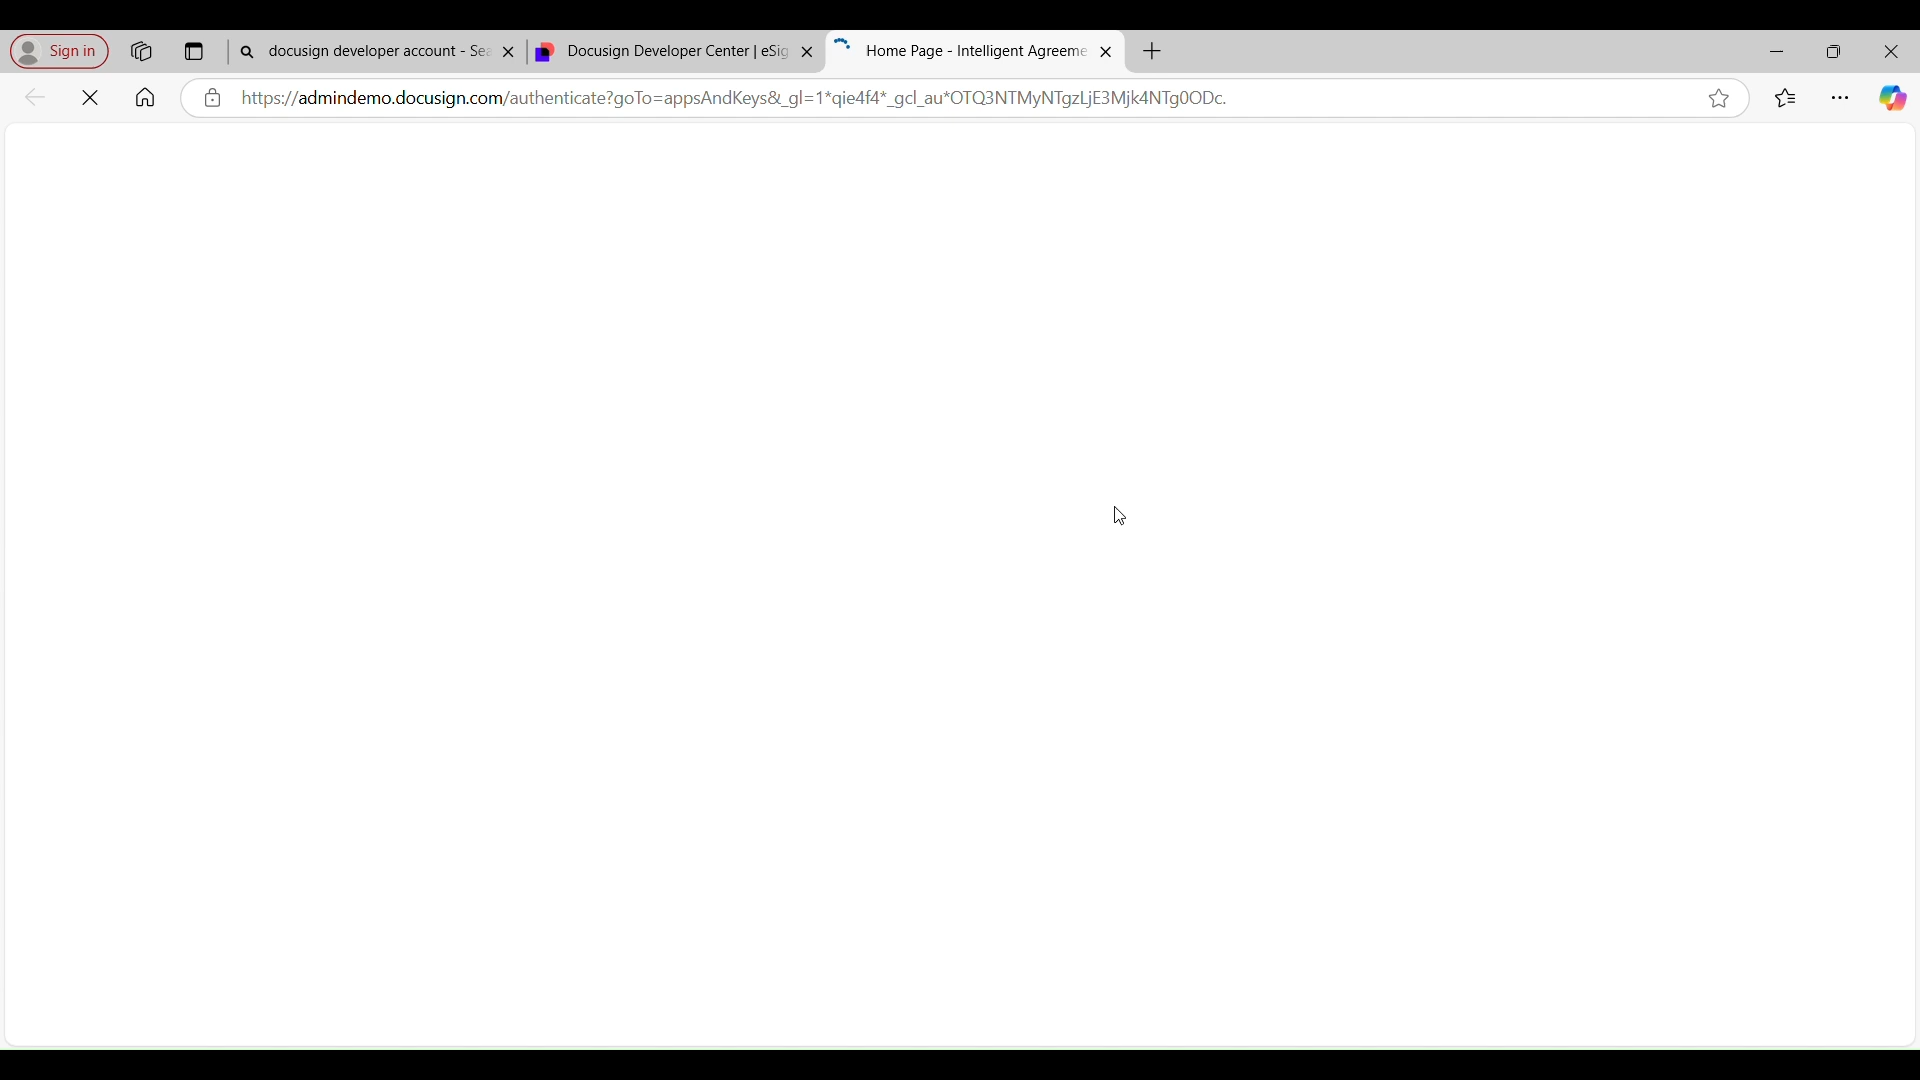 Sign in
docusign developer account - Sea
Docusign Developer Center | eSig
Home Page - Intelligent Agreeme
https://admindemo.docusign.com/authenticate?goTo=appsAndKeys&_gl=1*qie4f4*_gcl_au*OTQ3NTMyNTgzLjE3Mjk4NTg0ODc.